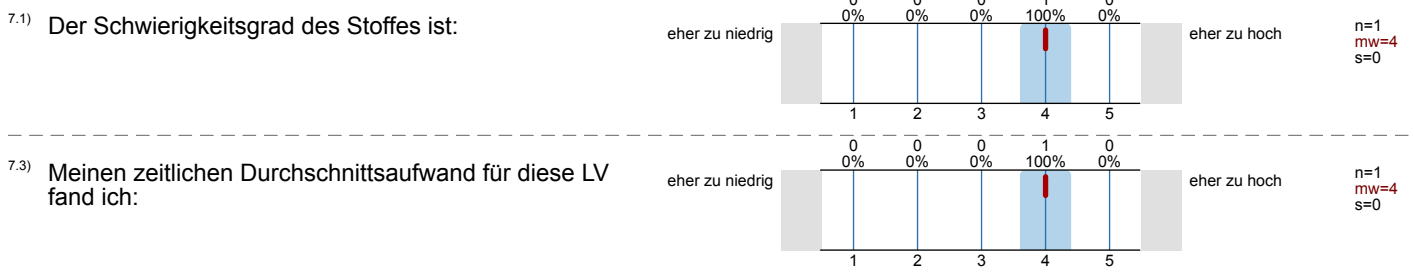 0 0 0 1 0
7.1) Der Schwierigkeitsgrad des Stoffes ist:
0% 0% 0% 100% 0%
eher zu niedrig
eher zu hoch
n=1
mw=4
s=0
1 2 3 4 5
7.3) Meinen zeitlichen Durchschnittsaufwand für diese LV
fand ich:
0 0 0 1 0
0% 0% 0% 100% 0%
eher zu niedrig
eher zu hoch
n=1
mw=4
s=0
1 2 3 4 5